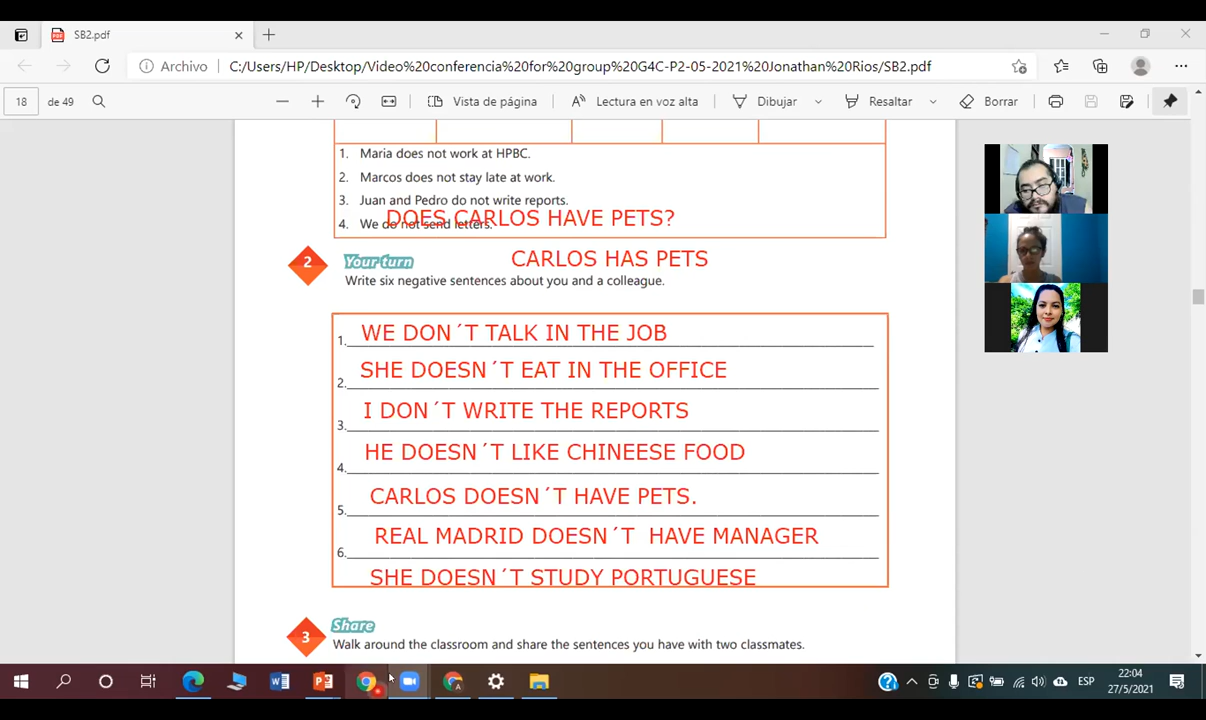 SB2.pdf
Archivo
C:/Users/HP/Desktop/Video%20conferencia%20for%20group%20G4C-P2-05-2021%20Jonathan%20Rios/SB2.pdf
18 de 49 Vista de página Lectura en voz alta Dibujar Resaltar Borrar
1. Maria does not work at HPBC.
2. Marcos does not stay late at work.
3. Juan and Pedro do not write reports.
DOES CARLOS HAVE PETS?
4. We do not send letters.
2 Your turn
CARLOS HAS PETS
Write six negative sentences about you and a colleague.
1. WE DON´T TALK IN THE JOB
2. SHE DOESN´T EAT IN THE OFFICE
3. I DON´T WRITE THE REPORTS
4. HE DOESN´T LIKE CHINEESE FOOD
5. CARLOS DOESN´T HAVE PETS.
6. REAL MADRID DOESN´T HAVE MANAGER
SHE DOESN´T STUDY PORTUGUESE
3 Share
Walk around the classroom and share the sentences you have with two classmates.
ESP
22:04
27/5/2021